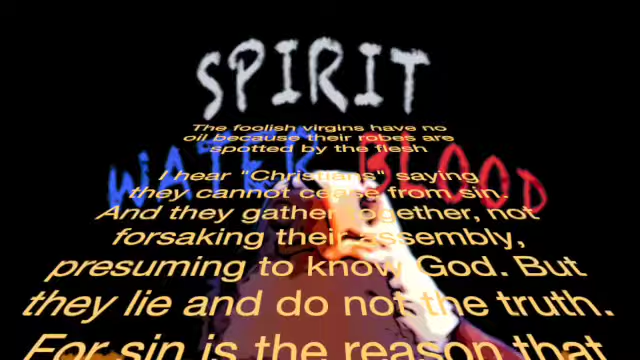 SPIRIT
The foolish virgins have no
oil because their robes are
spotted by the flesh
WATER BLOOD
I hear "Christians" saying
they cannot cease from sin.
And they gather together, not
forsaking their assembly,
presuming to know God. But
they lie and do not the truth.
For sin is the reason that